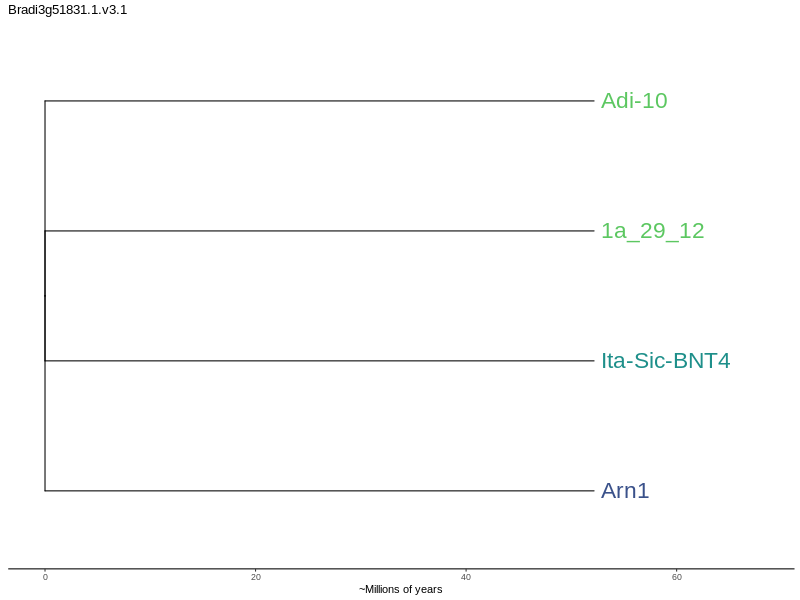 Bradi3g51831.1.v3.1
Adi-10
1a_29_12
Ita-Sic-BNT4
Arn1
0 20 40 60
~Millions of years